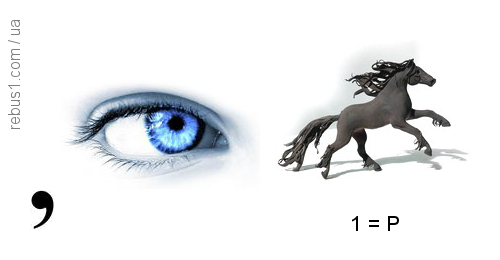 rebus1.com/ua
,
1 = Р